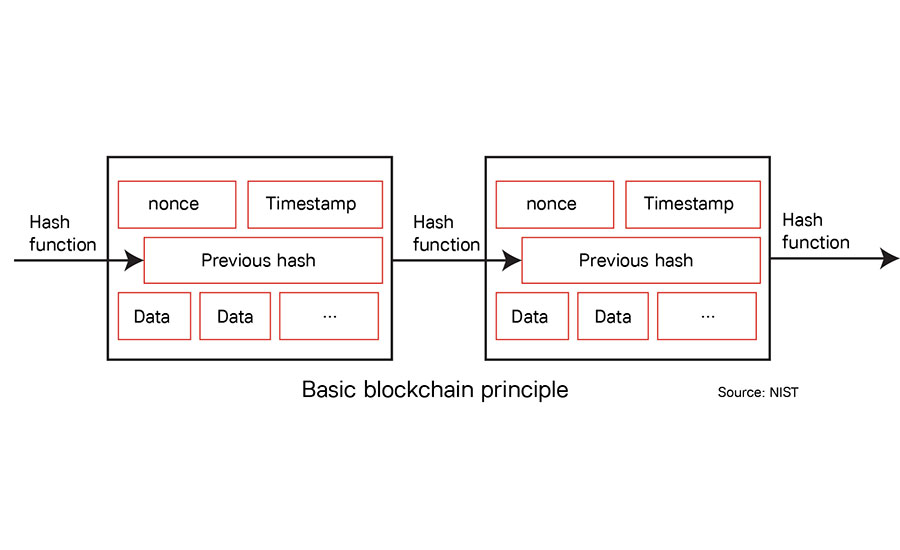 nonce
Timestamp
Hash
function
Previous hash
Data
Data
...
Hash
function
nonce
Timestamp
Previous hash
Data
Data
...
Hash
function
Basic blockchain principle
Source: NIST